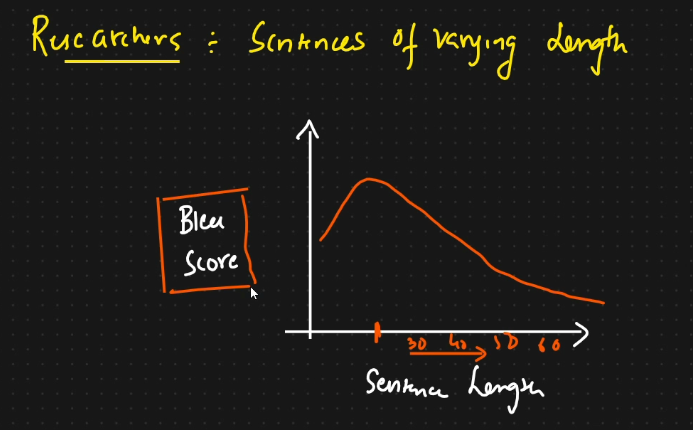 Researchers : Sentences of varying length
Bleu
Score
30 40 50 60
Sentence Length